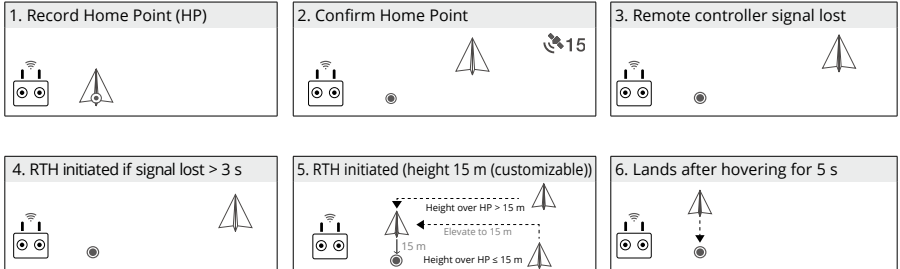 1. Record Home Point (HP)
2. Confirm Home Point
15
3. Remote controller signal lost
4. RTH initiated if signal lost > 3 s
5. RTH initiated (height 15 m (customizable))
Height over HP > 15 m
Elevate to 15 m
15 m
Height over HP ≤ 15 m
6. Lands after hovering for 5 s